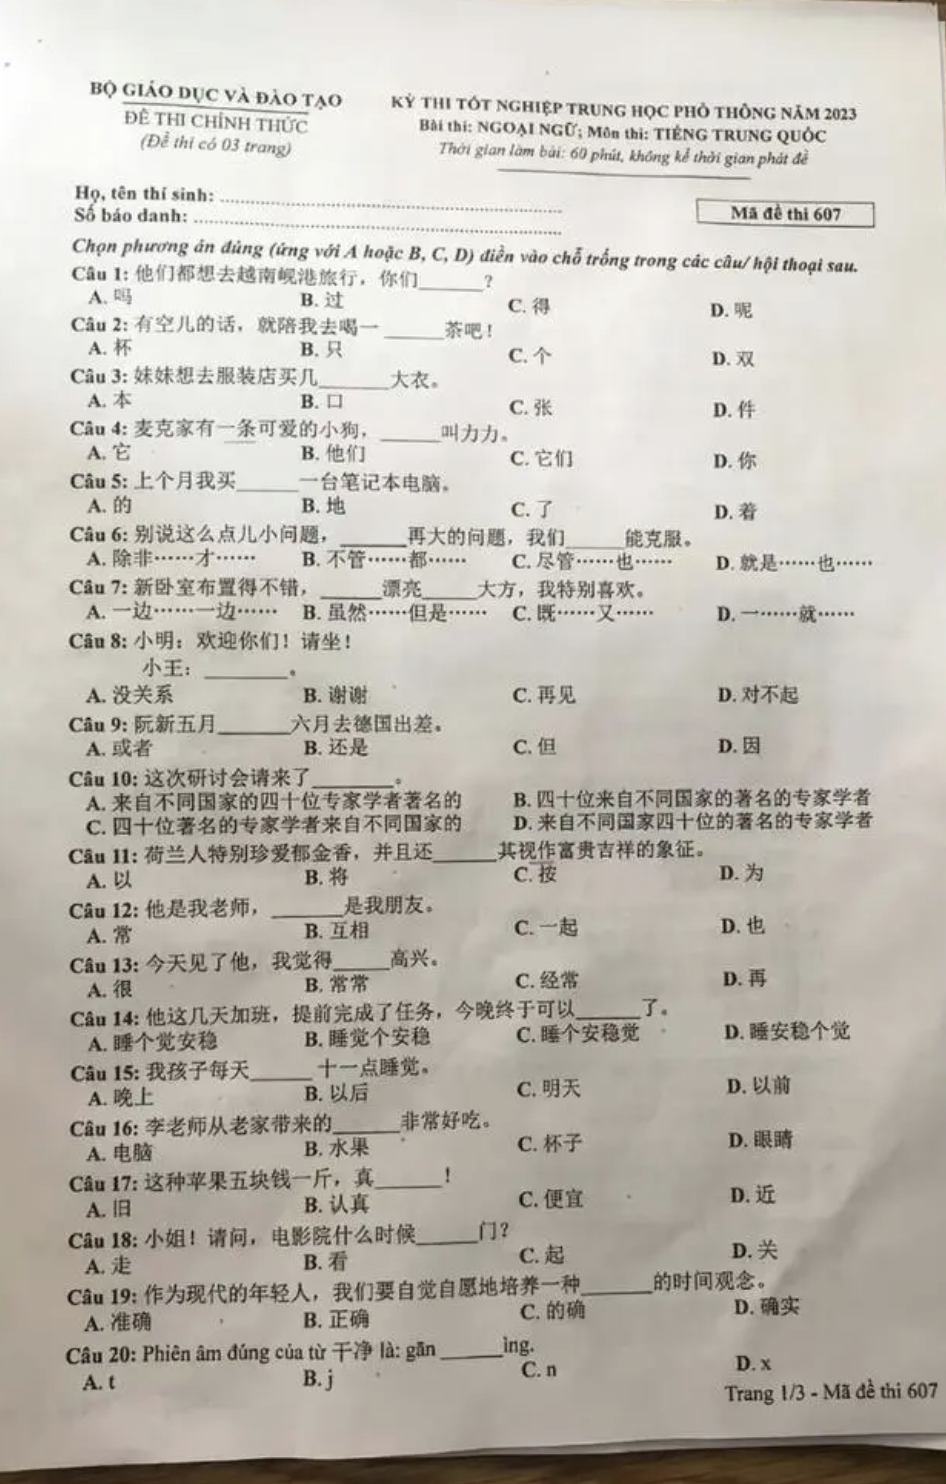 BỘ GIÁO DỤC VÀ ĐÀO TẠO
ĐỀ THI CHÍNH THỨC
(Đề thi có 03 trang)
KỲ THI TỐT NGHIỆP TRUNG HỌC PHỔ THÔNG NĂM 2023
Bài thi: NGOẠI NGỮ; Môn thi: TIẾNG TRUNG QUỐC
Thời gian làm bài: 60 phút, không kể thời gian phát đề
Họ, tên thí sinh: ........................................
Số báo danh: ........................................
Mã đề thi 607
Chọn phương án đúng (ứng với A hoặc B, C, D) điền vào chỗ trống trong các câu/ hội thoại sau.
Câu 1: 他们都想去越南岘港旅行，你们______?
A. 吗 B. 过 C. 得 D. 呢
Câu 2: 有空儿的话，就陪我去喝一 ______茶吧！
A. 杯 B. 只 C. 个 D. 双
Câu 3: 妹妹想去服装店买几______大衣。
A. 本 B. 口 C. 张 D. 件
Câu 4: 麦克家有一条可爱的小狗，______叫力力。
A. 它 B. 他们 C. 它们 D. 你
Câu 5: 上个月我买______一台笔记本电脑。
A. 的 B. 地 C. 了 D. 着
Câu 6: 别说这么点儿小问题，______再大的问题，我们______能克服。
A. 除非……才…… B. 不管……都…… C. 尽管……也…… D. 就是……也……
Câu 7: 新卧室布置得不错，______漂亮______大方，我特别喜欢。
A. 一边……一边…… B. 虽然……但是…… C. 既……又…… D. 一……就……
Câu 8: 小明：欢迎你们！请坐！
小王：______。
A. 没关系 B. 谢谢 C. 再见 D. 对不起
Câu 9: 阮新五月______六月去德国出差。
A. 或者 B. 还是 C. 但 D. 因
Câu 10: 这次研讨会请来了______。
A. 来自不同国家的四十位专家学者著名的 B. 四十位来自不同国家的著名的专家学者
C. 四十位著名的专家学者来自不同国家的 D. 来自不同国家四十位的著名的专家学者
Câu 11: 荷兰人特别珍爱郁金香，并且还______其视作富贵吉祥的象征。
A. 以 B. 将 C. 按 D. 为
Câu 12: 他是我老师，______是我朋友。
A. 常 B. 互相 C. 一起 D. 也
Câu 13: 今天见了他，我觉得______高兴。
A. 很 B. 常常 C. 经常 D. 再
Câu 14: 他这几天加班，提前完成了任务，今晚终于可以______了。
A. 睡个觉安稳 B. 睡觉个安稳 C. 睡个安稳觉 D. 睡安稳个觉
Câu 15: 我孩子每天______十一点睡觉。
A. 晚上 B. 以后 C. 明天 D. 以前
Câu 16: 李老师从老家带来的______非常好吃。
A. 电脑 B. 水果 C. 杯子 D. 眼睛
Câu 17: 这种苹果五块钱一斤，真______！
A. 旧 B. 认真 C. 便宜 D. 近
Câu 18: 小姐！请问，电影院什么时候______门？
A. 走 B. 看 C. 起 D. 关
Câu 19: 作为现代的年轻人，我们要自觉自愿地培养一种______的时间观念。
A. 准确 B. 正确 C. 的确 D. 确实
Câu 20: Phiên âm đúng của từ 干净 là: gān ______ìng.
A. t B. j C. n D. x
Trang 1/3 - Mã đề thi 607